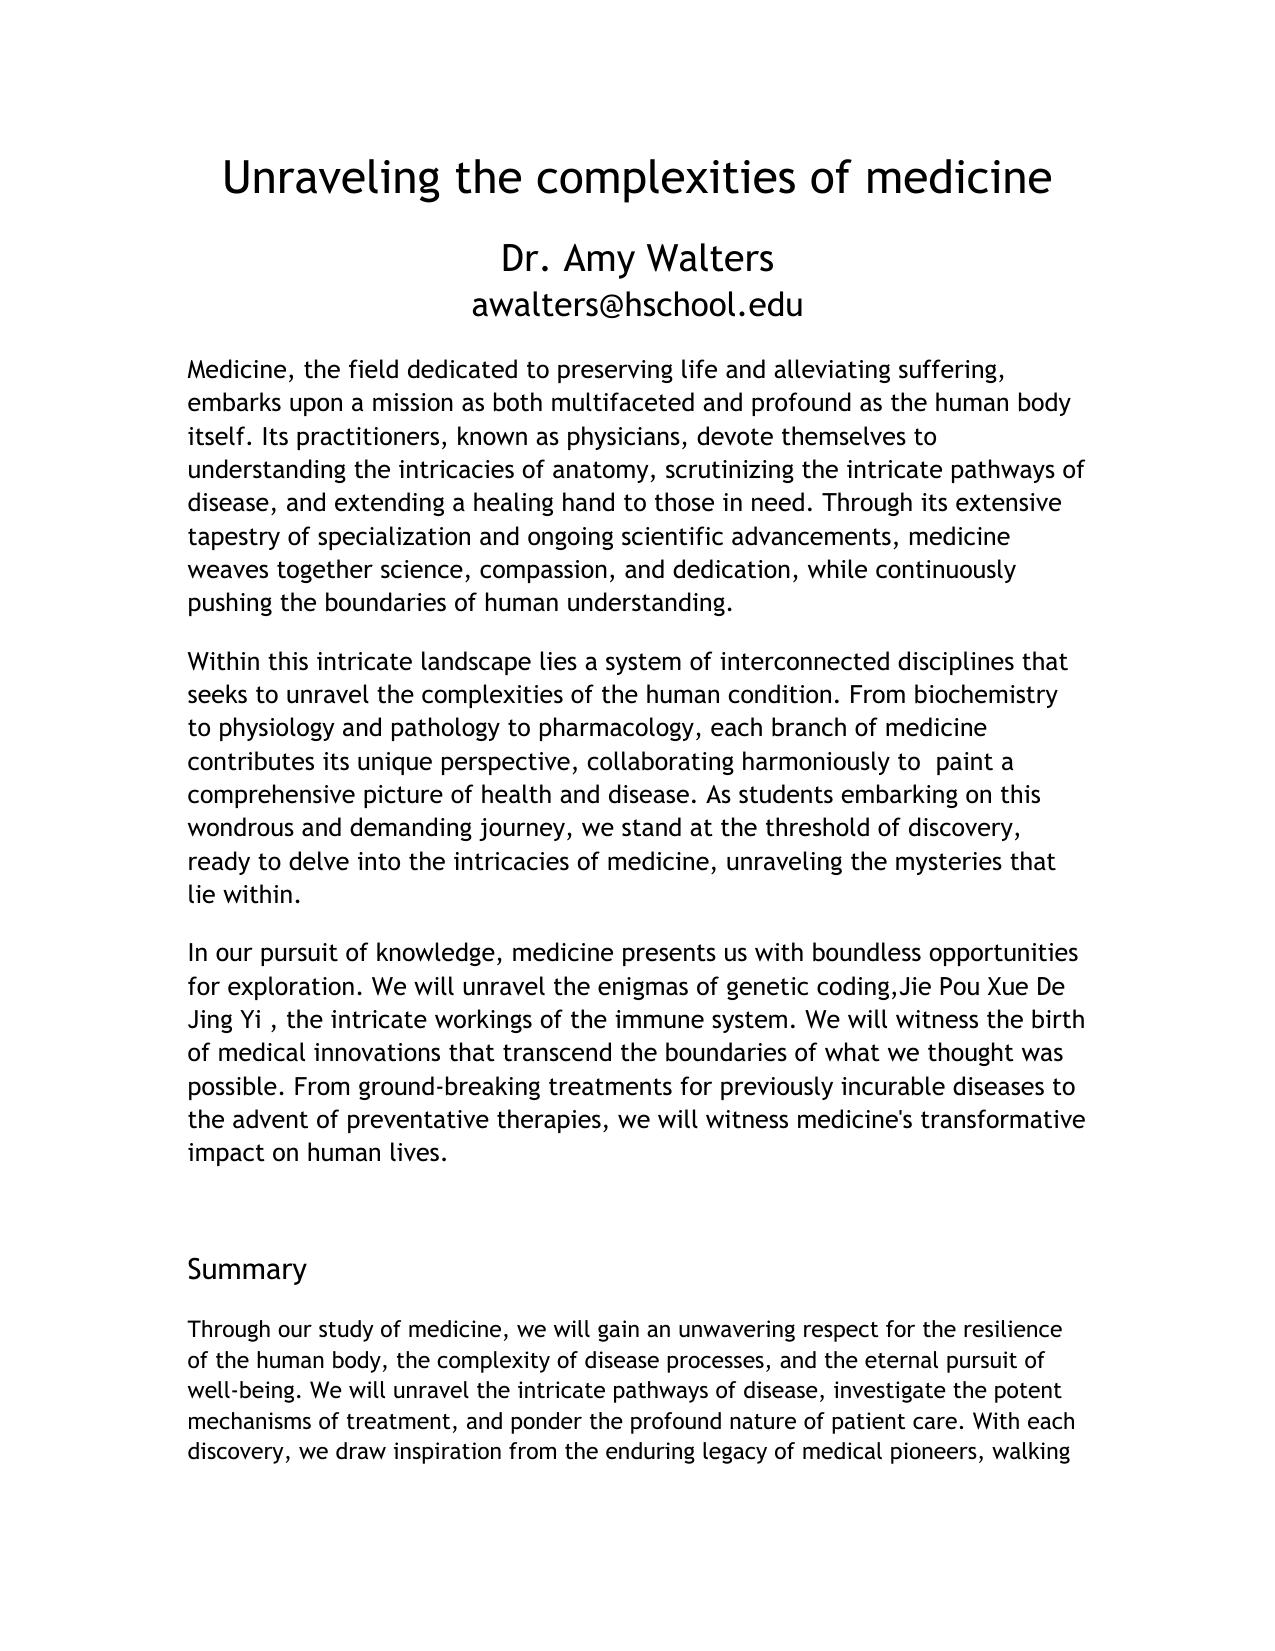 Unraveling the complexities of medicine
Dr. Amy Walters
awalters@hschool.edu
Medicine, the field dedicated to preserving life and alleviating suffering,
embarks upon a mission as both multifaceted and profound as the human body
itself. Its practitioners, known as physicians, devote themselves to
understanding the intricacies of anatomy, scrutinizing the intricate pathways of
disease, and extending a healing hand to those in need. Through its extensive
tapestry of specialization and ongoing scientific advancements, medicine
weaves together science, compassion, and dedication, while continuously
pushing the boundaries of human understanding.
Within this intricate landscape lies a system of interconnected disciplines that
seeks to unravel the complexities of the human condition. From biochemistry
to physiology and pathology to pharmacology, each branch of medicine
contributes its unique perspective, collaborating harmoniously to  paint a
comprehensive picture of health and disease. As students embarking on this
wondrous and demanding journey, we stand at the threshold of discovery,
ready to delve into the intricacies of medicine, unraveling the mysteries that
lie within.
In our pursuit of knowledge, medicine presents us with boundless opportunities
for exploration. We will unravel the enigmas of genetic coding,Jie Pou Xue De
Jing Yi , the intricate workings of the immune system. We will witness the birth
of medical innovations that transcend the boundaries of what we thought was
possible. From ground-breaking treatments for previously incurable diseases to
the advent of preventative therapies, we will witness medicine's transformative
impact on human lives.
Summary
Through our study of medicine, we will gain an unwavering respect for the resilience
of the human body, the complexity of disease processes, and the eternal pursuit of
well-being. We will unravel the intricate pathways of disease, investigate the potent
mechanisms of treatment, and ponder the profound nature of patient care. With each
discovery, we draw inspiration from the enduring legacy of medical pioneers, walking